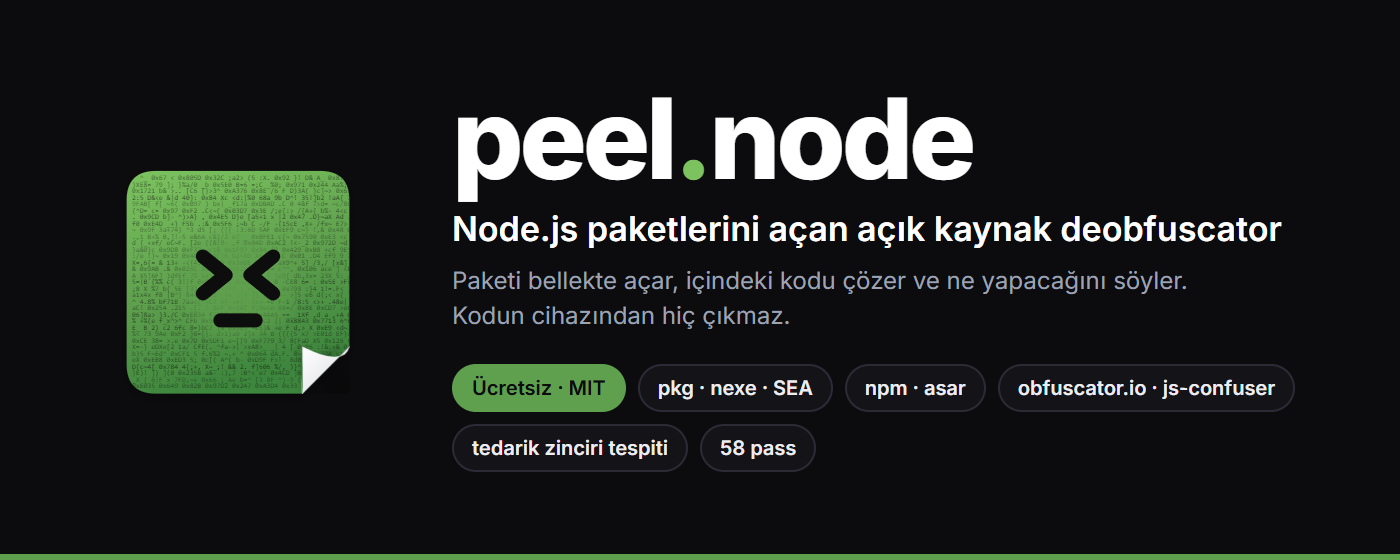 peel.node
Node.js paketlerini açan açık kaynak deobfuscator
Paketi bellekte açar, içindeki kodu çözer ve ne yapacağını söyler.
Kodun cihazından hiç çıkmaz.
Ücretsiz · MIT
pkg · nexe · SEA
npm · asar
obfuscator.io · js-confuser
tedarik zinciri tespiti
58 pass